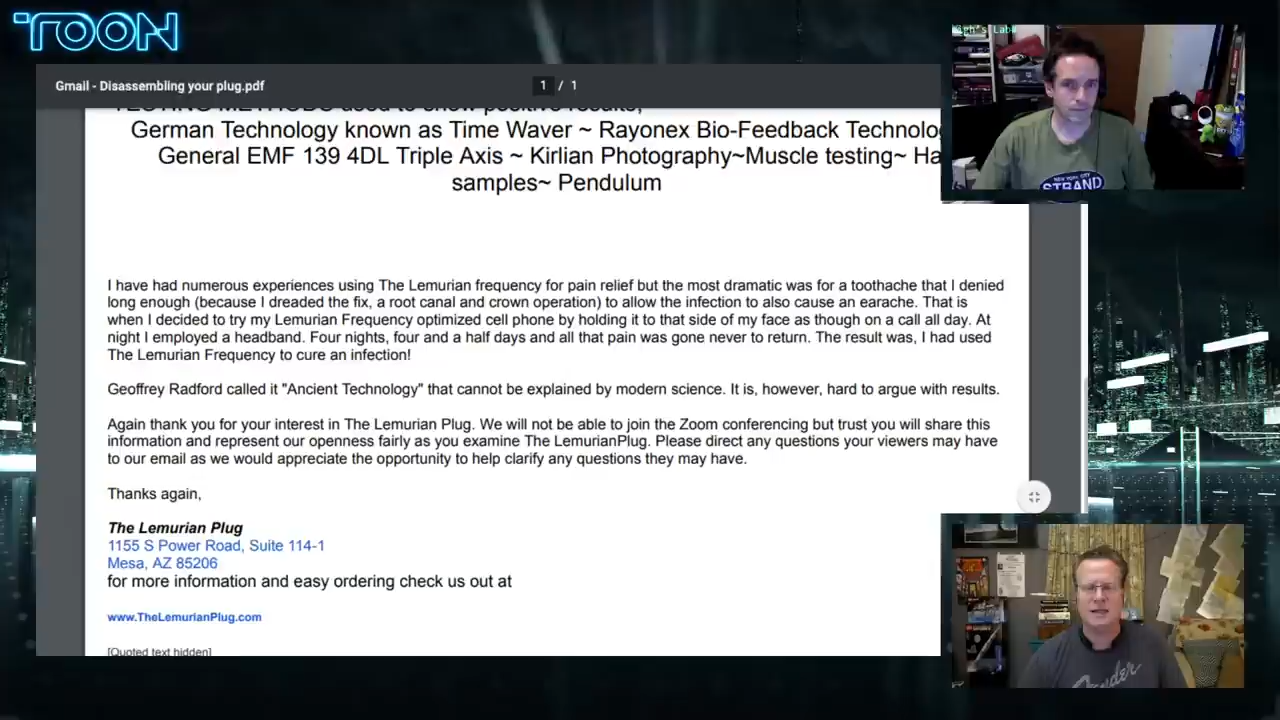 TOON
Gmail - Disassembling your plug.pdf
1 / 1
used to show positive results,
German Technology known as Time Waver ~ Rayonex Bio-Feedback
General EMF 139 4DL Triple Axis ~ Kirlian Photography~Muscle testing~
samples~ Pendulum
I have had numerous experiences using The Lemurian frequency for pain relief but the most dramatic was for a toothache that I denied
long enough (because I dreaded the fix, a root canal and crown operation) to allow the infection to also cause an earache. That is
when I decided to try my Lemurian Frequency optimized cell phone by holding it to that side of my face as though on a call all day. At
night I employed a headband. Four nights, four and a half days and all that pain was gone never to return. The result was, I had used
The Lemurian Frequency to cure an infection!
Geoffrey Radford called it "Ancient Technology" that cannot be explained by modern science. It is, however, hard to argue with results.
Again thank you for your interest in The Lemurian Plug. We will not be able to join the Zoom conferencing but trust you will share this
information and represent our openness fairly as you examine The LemurianPlug. Please direct any questions your viewers may have
to our email as we would appreciate the opportunity to help clarify any questions they may have.
Thanks again,
The Lemurian Plug
1155 S Power Road, Suite 114-1
Mesa, AZ 85206
for more information and easy ordering check us out at
www.TheLemurianPlug.com
[Quoted text hidden]
Lab#
NEW YORK CITY
STRAND
Fender